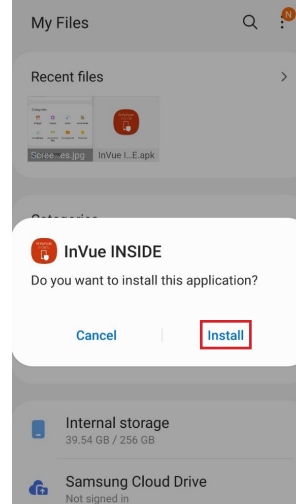 My Files
N
Recent files
Scree...es.jpg
InVue I...E.apk
Categories
InVue INSIDE
Do you want to install this application?
Cancel
Install
Internal storage
39.54 GB / 256 GB
Samsung Cloud Drive
Not signed in